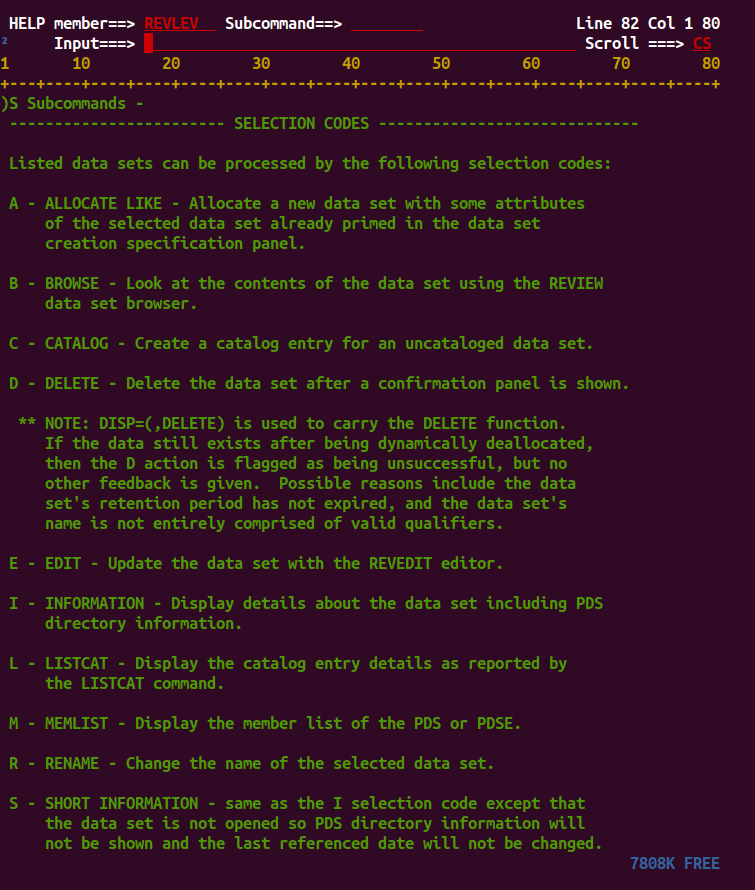 HELP member==> REVLEV__ Subcommand==> ________ Line 82 Col 1 80
² Input===> _______________________________________________ Scroll ===> CS
1 10 20 30 40 50 60 70 80
+----+----+----+----+----+----+----+----+----+----+----+----+----+----+----+----+
)S Subcommands -
------------------------ SELECTION CODES -----------------------------
Listed data sets can be processed by the following selection codes:
A - ALLOCATE LIKE - Allocate a new data set with some attributes
of the selected data set already primed in the data set
creation specification panel.
B - BROWSE - Look at the contents of the data set using the REVIEW
data set browser.
C - CATALOG - Create a catalog entry for an uncataloged data set.
D - DELETE - Delete the data set after a confirmation panel is shown.
** NOTE: DISP=(,DELETE) is used to carry the DELETE function.
If the data still exists after being dynamically deallocated,
then the D action is flagged as being unsuccessful, but no
other feedback is given.  Possible reasons include the data
set's retention period has not expired, and the data set's
name is not entirely comprised of valid qualifiers.
E - EDIT - Update the data set with the REVEDIT editor.
I - INFORMATION - Display details about the data set including PDS
directory information.
L - LISTCAT - Display the catalog entry details as reported by
the LISTCAT command.
M - MEMLIST - Display the member list of the PDS or PDSE.
R - RENAME - Change the name of the selected data set.
S - SHORT INFORMATION - same as the I selection code except that
the data set is not opened so PDS directory information will
not be shown and the last referenced date will not be changed.
7808K FREE